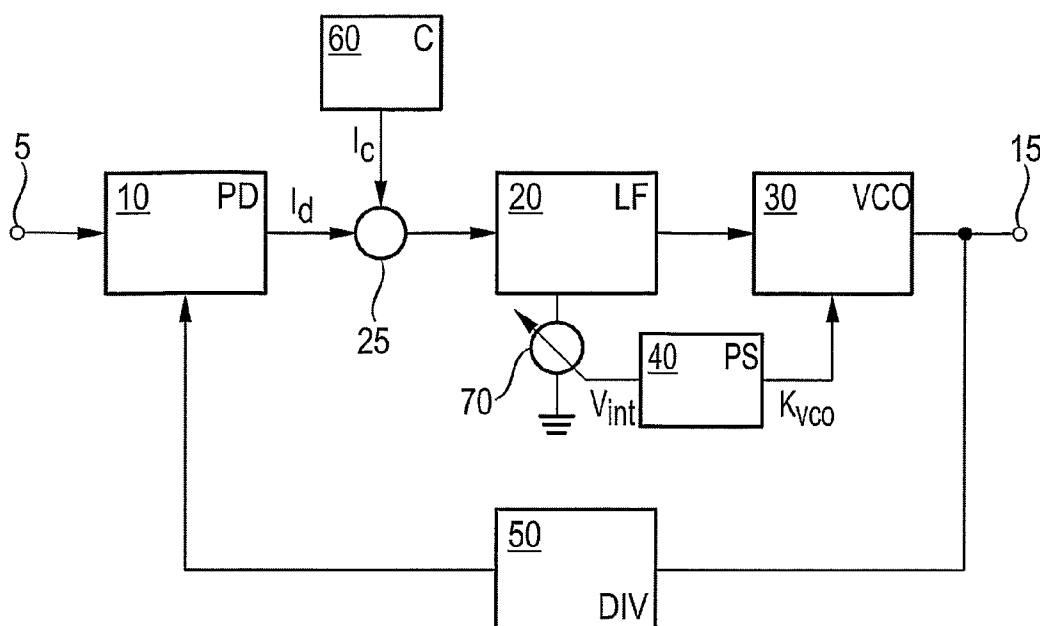 60 C
5
I_c
15
10 PD
I_d
20 LF
30 VCO
25
40 PS
70
V_int
K_vco
50
DIV